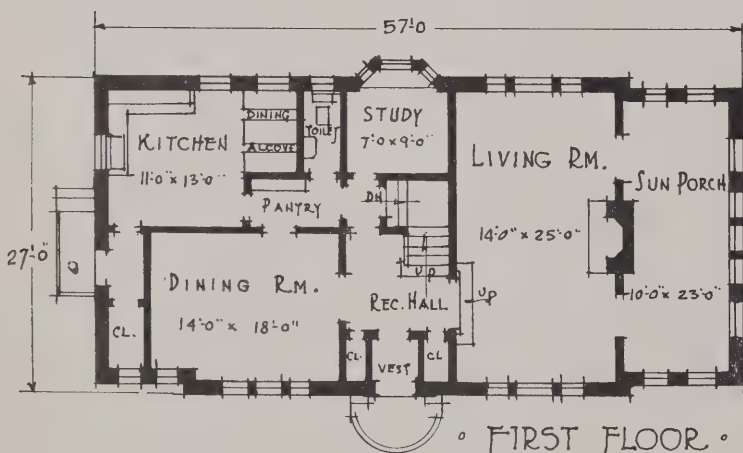 57'-0
DINING
ALCOVE
TOILET
STUDY
7'-0 x 9'-0"
KITCHEN
11'-0" x 13'-0"
LIVING RM.
SUN PORCH
PANTRY
DN
27'-0"
14'-0" x 25'-0"
UP
UP
DINING RM.
14'-0" x 18'-0"
REC. HALL
10'-0" x 23'-0"
CL.
CL.
VEST
CL
FIRST FLOOR